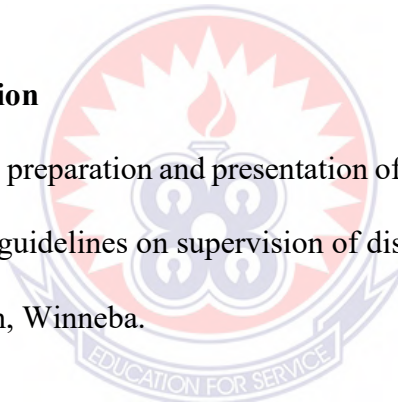 ion
preparation and presentation of
guidelines on supervision of dis
n, Winneba.
EDUCATION FOR SERVICE